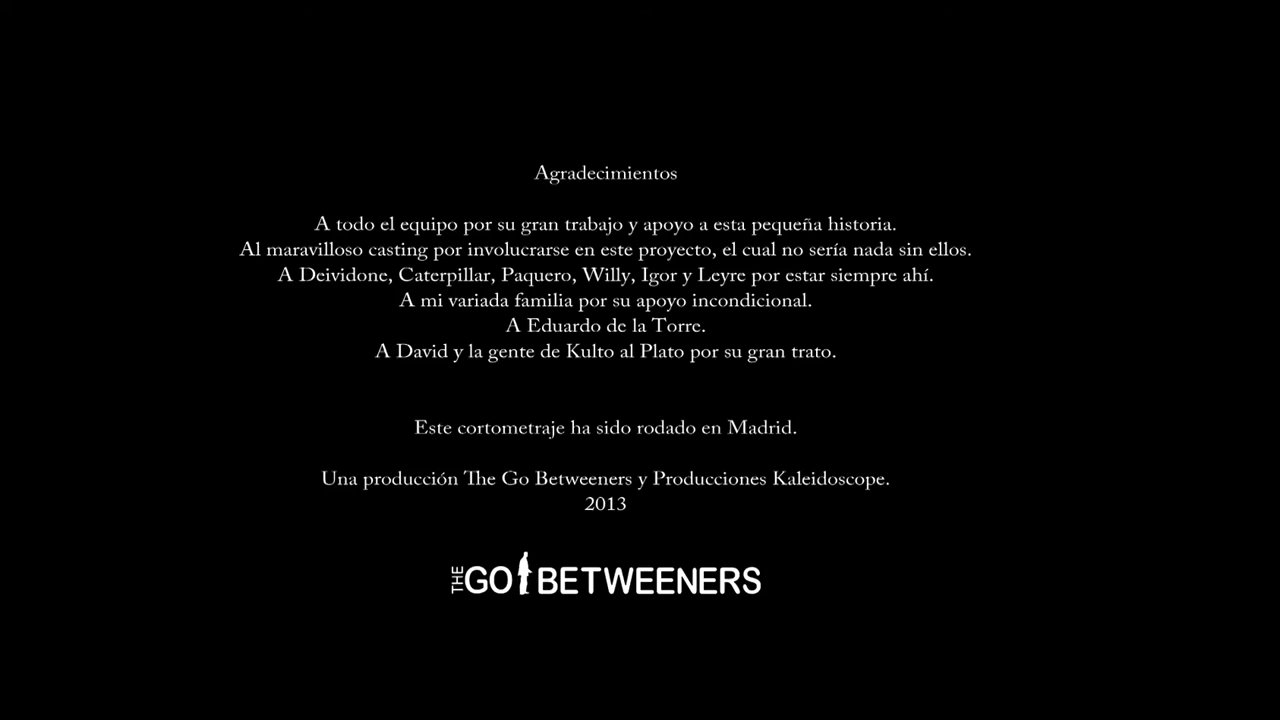 Agradecimientos
A todo el equipo por su gran trabajo y apoyo a esta pequeña historia.
Al maravilloso casting por involucrarse en este proyecto, el cual no sería nada sin ellos.
A Deividone, Caterpillar, Paquero, Willy, Igor y Leyre por estar siempre ahí.
A mi variada familia por su apoyo incondicional.
A Eduardo de la Torre.
A David y la gente de Kulto al Plato por su gran trato.
Este cortometraje ha sido rodado en Madrid.
Una producción The Go Betweeners y Producciones Kaleidoscope.
2013
THE GO BETWEENERS